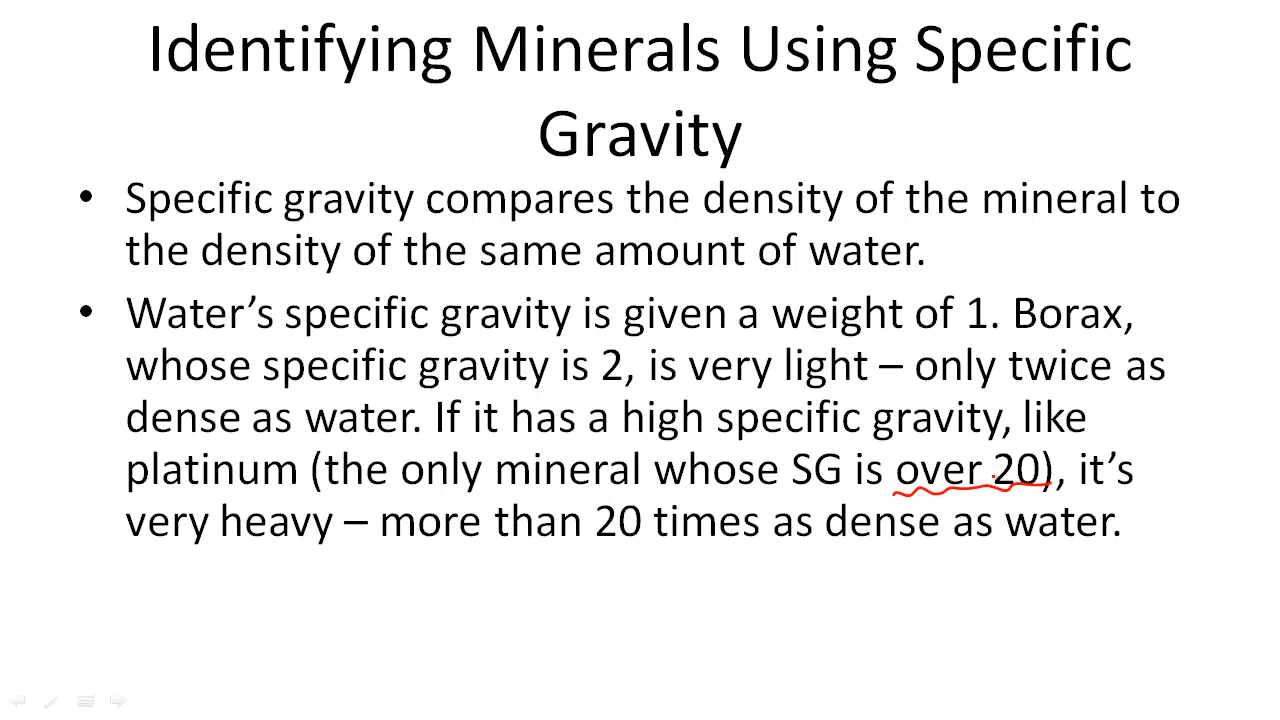 Identifying Minerals Using Specific
Gravity
• Specific gravity compares the density of the mineral to
the density of the same amount of water.
• Water’s specific gravity is given a weight of 1. Borax,
whose specific gravity is 2, is very light – only twice as
dense as water. If it has a high specific gravity, like
platinum (the only mineral whose SG is over 20), it’s
very heavy – more than 20 times as dense as water.